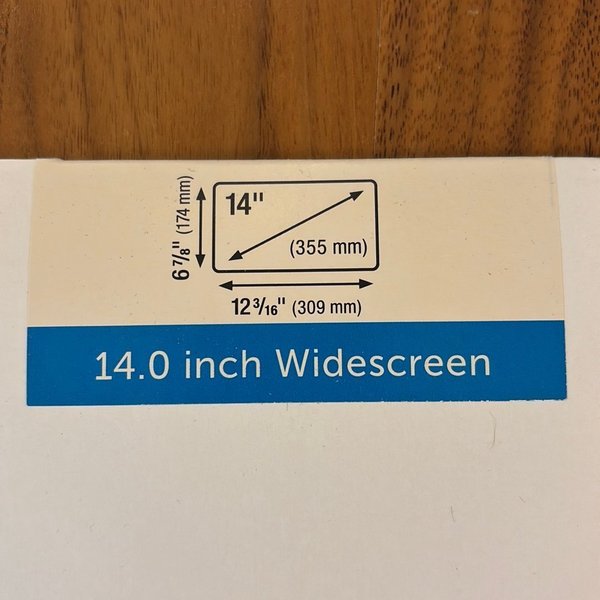 14"
(355 mm)
6 7/8" (174 mm)
12 3/16" (309 mm)
14.0 inch Widescreen